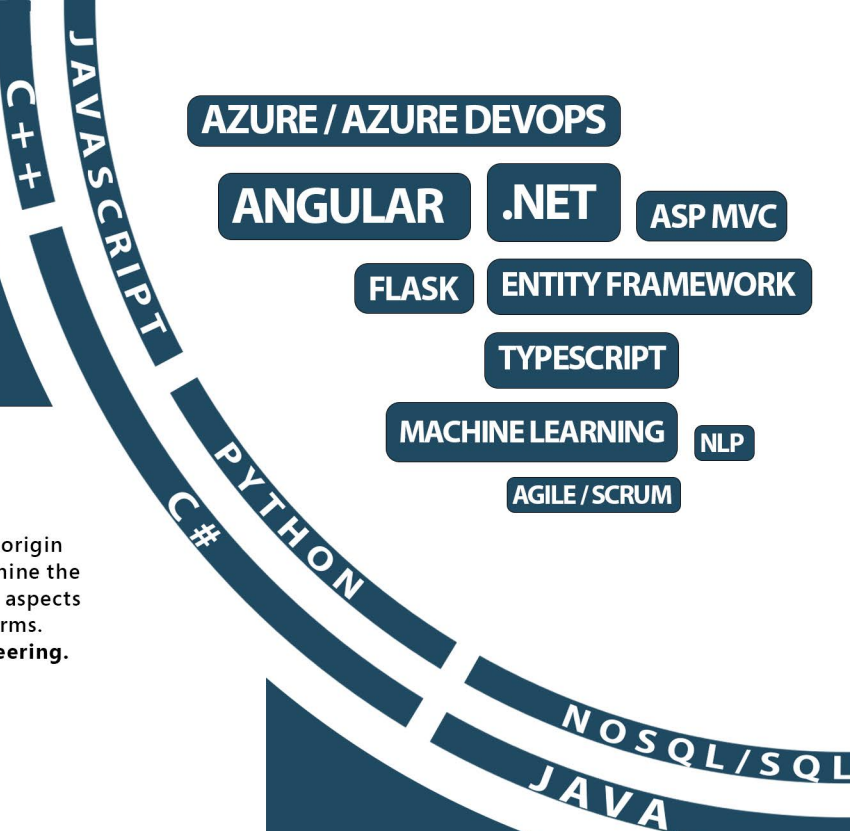 C++
JAVASCRIPT
AZURE / AZURE DEVOPS
ANGULAR
.NET
ASP MVC
FLASK
ENTITY FRAMEWORK
TYPESCRIPT
MACHINE LEARNING
NLP
AGILE / SCRUM
PYTHON
C#
origin
the
aspects
NOSQL/SQL
JAVA